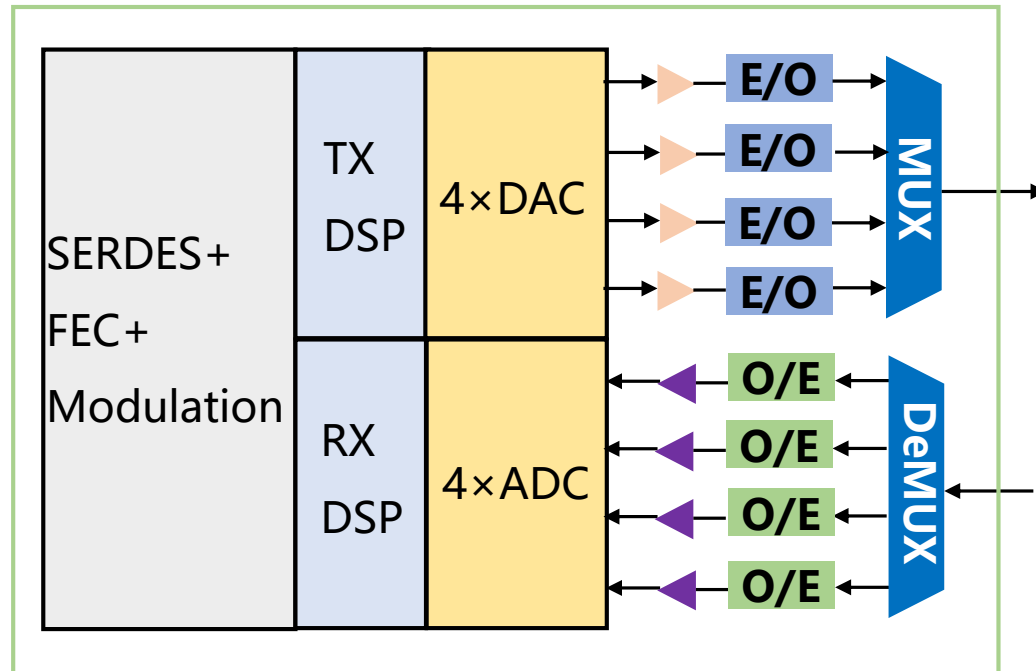 SERDES+
FEC+
Modulation
TX
DSP
4×DAC
E/O
E/O
E/O
E/O
MUX
RX
DSP
4×ADC
O/E
O/E
O/E
O/E
DeMUX